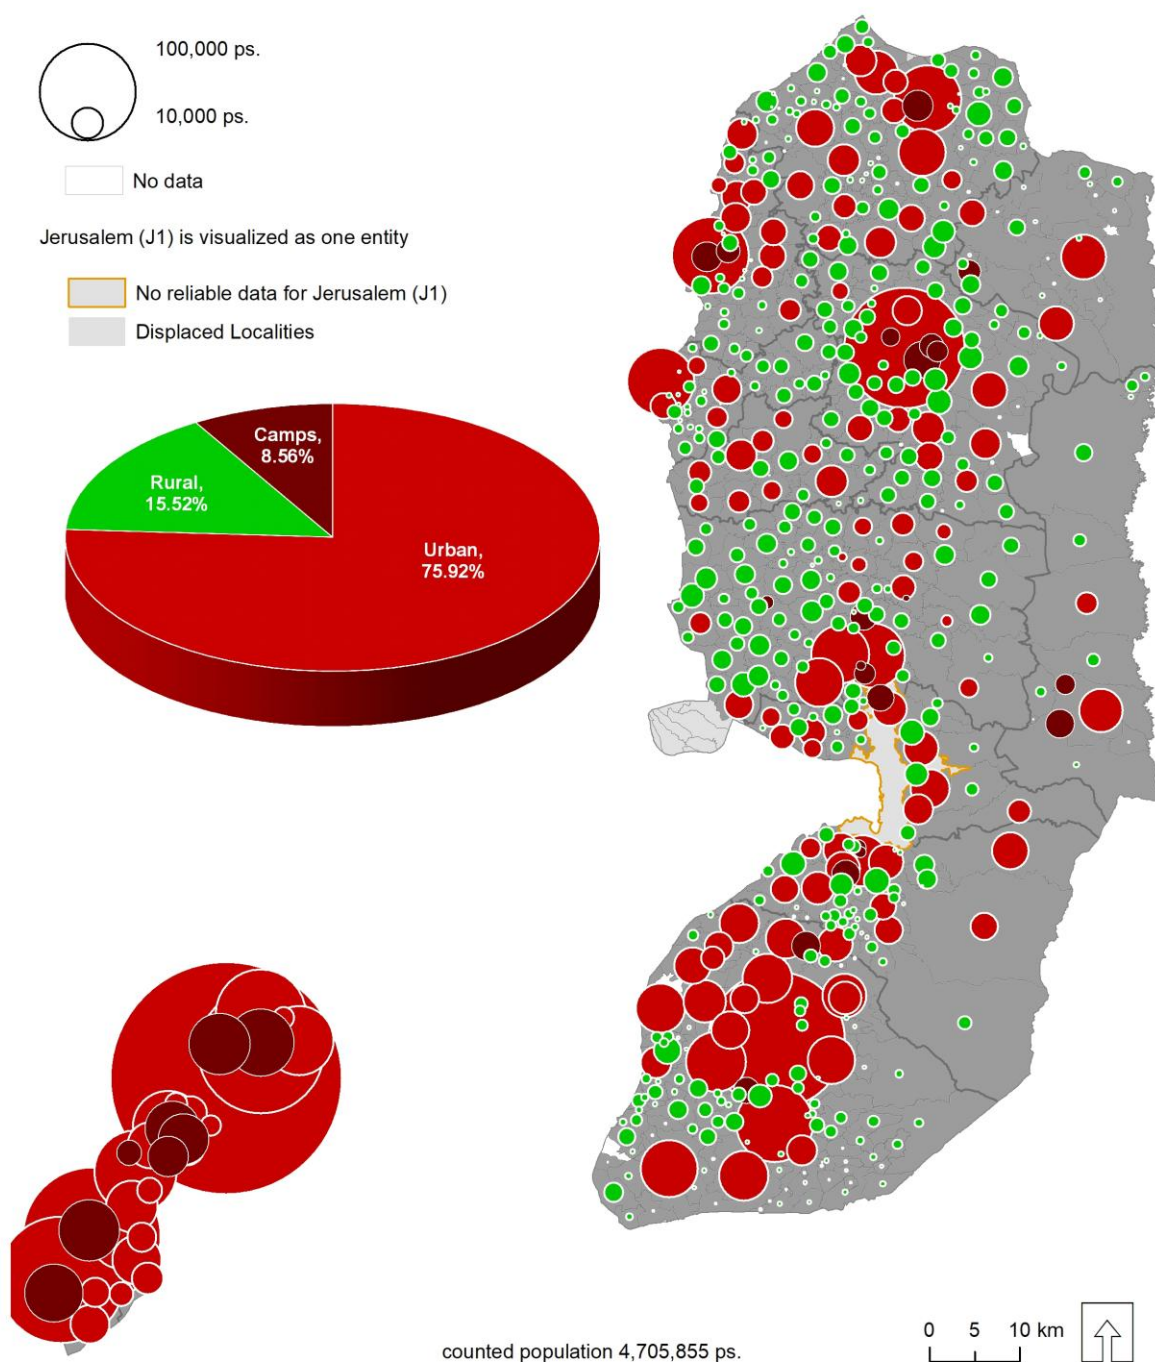 100,000 ps.
10,000 ps.
No data
Jerusalem (J1) is visualized as one entity
No reliable data for Jerusalem (J1)
Displaced Localities
Camps,
8.56%
Rural,
15.52%
Urban,
75.92%
0 5 10 km
counted population 4,705,855 ps.